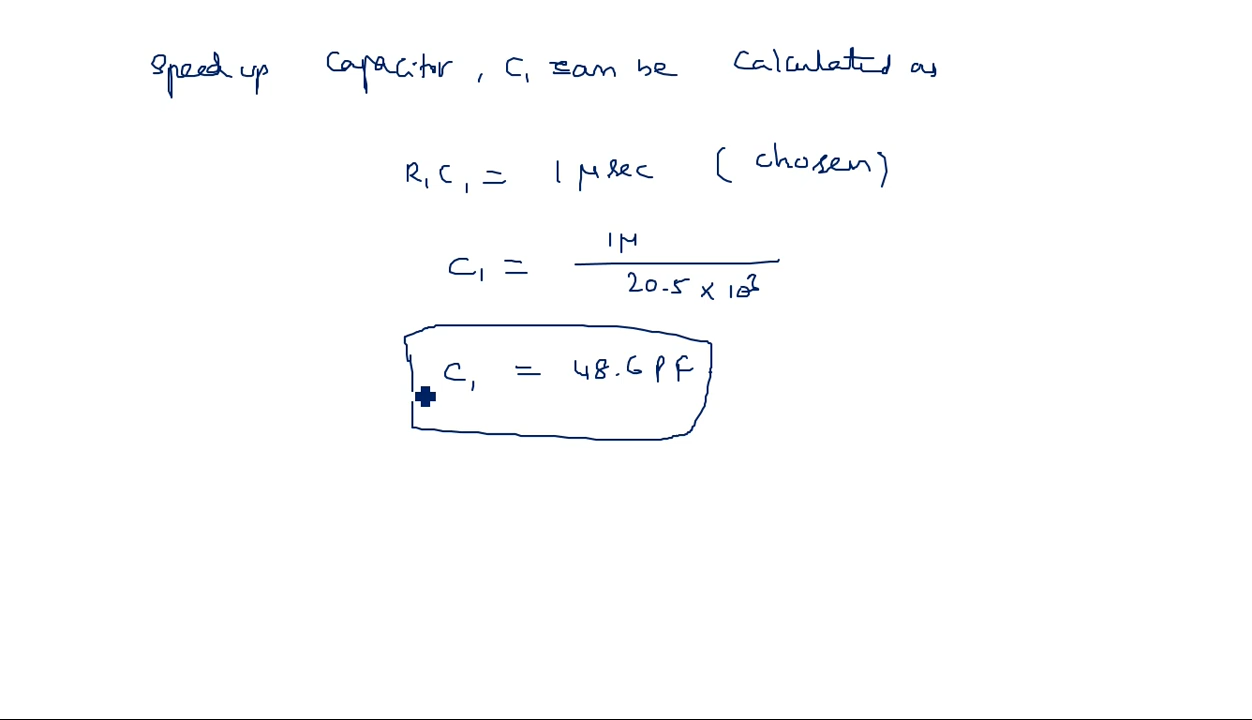 Speed up Capacitor, C₁ can be Calculated as
R₁C₁ = 1 μsec (chosen)
C₁ = 1μ / 20.5 × 10³
C₁ = 48.6 PF